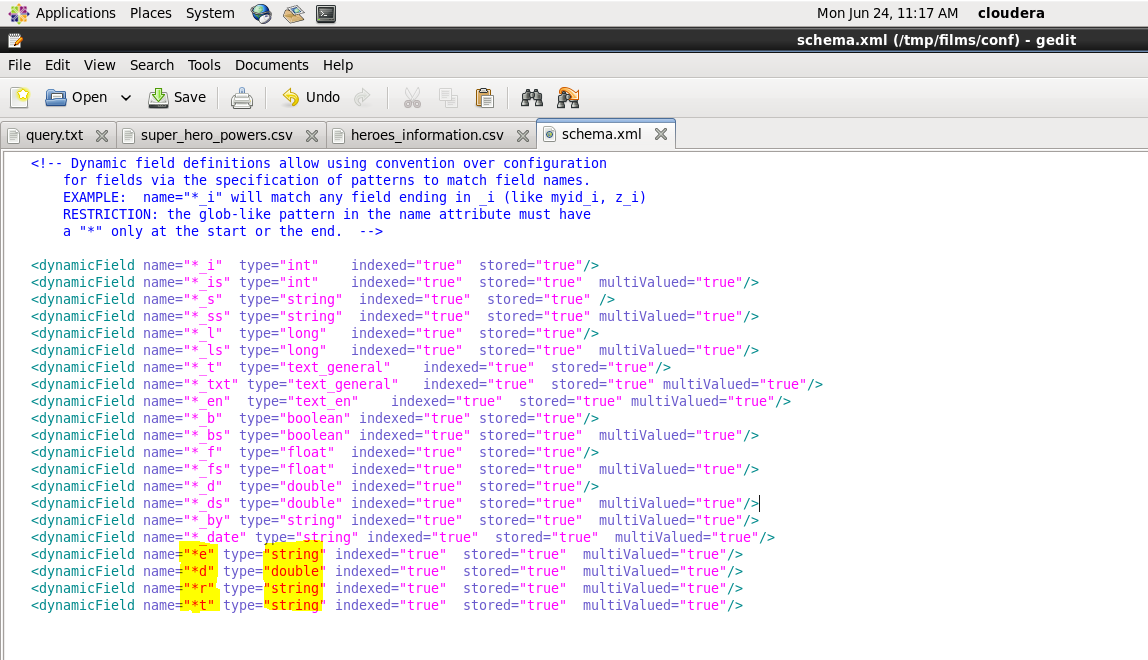 Applications Places System Mon Jun 24, 11:17 AM cloudera
schema.xml (/tmp/films/conf) - gedit
File Edit View Search Tools Documents Help
Open Save Undo
query.txt super_hero_powers.csv heroes_information.csv schema.xml
<!-- Dynamic field definitions allow using convention over configuration
for fields via the specification of patterns to match field names.
EXAMPLE:  name="*_i" will match any field ending in _i (like myid_i, z_i)
RESTRICTION: the glob-like pattern in the name attribute must have
a "*" only at the start or the end.  -->
<dynamicField name="*_i"  type="int"    indexed="true"  stored="true"/>
<dynamicField name="*_is" type="int"    indexed="true"  stored="true"  multiValued="true"/>
<dynamicField name="*_s"  type="string"  indexed="true"  stored="true" />
<dynamicField name="*_ss" type="string"  indexed="true"  stored="true" multiValued="true"/>
<dynamicField name="*_l"  type="long"   indexed="true"  stored="true"/>
<dynamicField name="*_ls" type="long"   indexed="true"  stored="true"  multiValued="true"/>
<dynamicField name="*_t"  type="text_general"    indexed="true"  stored="true"/>
<dynamicField name="*_txt" type="text_general"   indexed="true"  stored="true" multiValued="true"/>
<dynamicField name="*_en"  type="text_en"    indexed="true"  stored="true" multiValued="true"/>
<dynamicField name="*_b"  type="boolean" indexed="true" stored="true"/>
<dynamicField name="*_bs" type="boolean" indexed="true" stored="true"  multiValued="true"/>
<dynamicField name="*_f"  type="float"  indexed="true"  stored="true"/>
<dynamicField name="*_fs" type="float"  indexed="true"  stored="true"  multiValued="true"/>
<dynamicField name="*_d"  type="double" indexed="true"  stored="true"/>
<dynamicField name="*_ds" type="double" indexed="true"  stored="true"  multiValued="true"/>
<dynamicField name="*_by" type="string" indexed="true"  stored="true"  multiValued="true"/>
<dynamicField name="*_date" type="string" indexed="true"  stored="true"  multiValued="true"/>
<dynamicField name="*e" type="string" indexed="true"  stored="true"  multiValued="true"/>
<dynamicField name="*d" type="double" indexed="true"  stored="true"  multiValued="true"/>
<dynamicField name="*r" type="string" indexed="true"  stored="true"  multiValued="true"/>
<dynamicField name="*t" type="string" indexed="true"  stored="true"  multiValued="true"/>